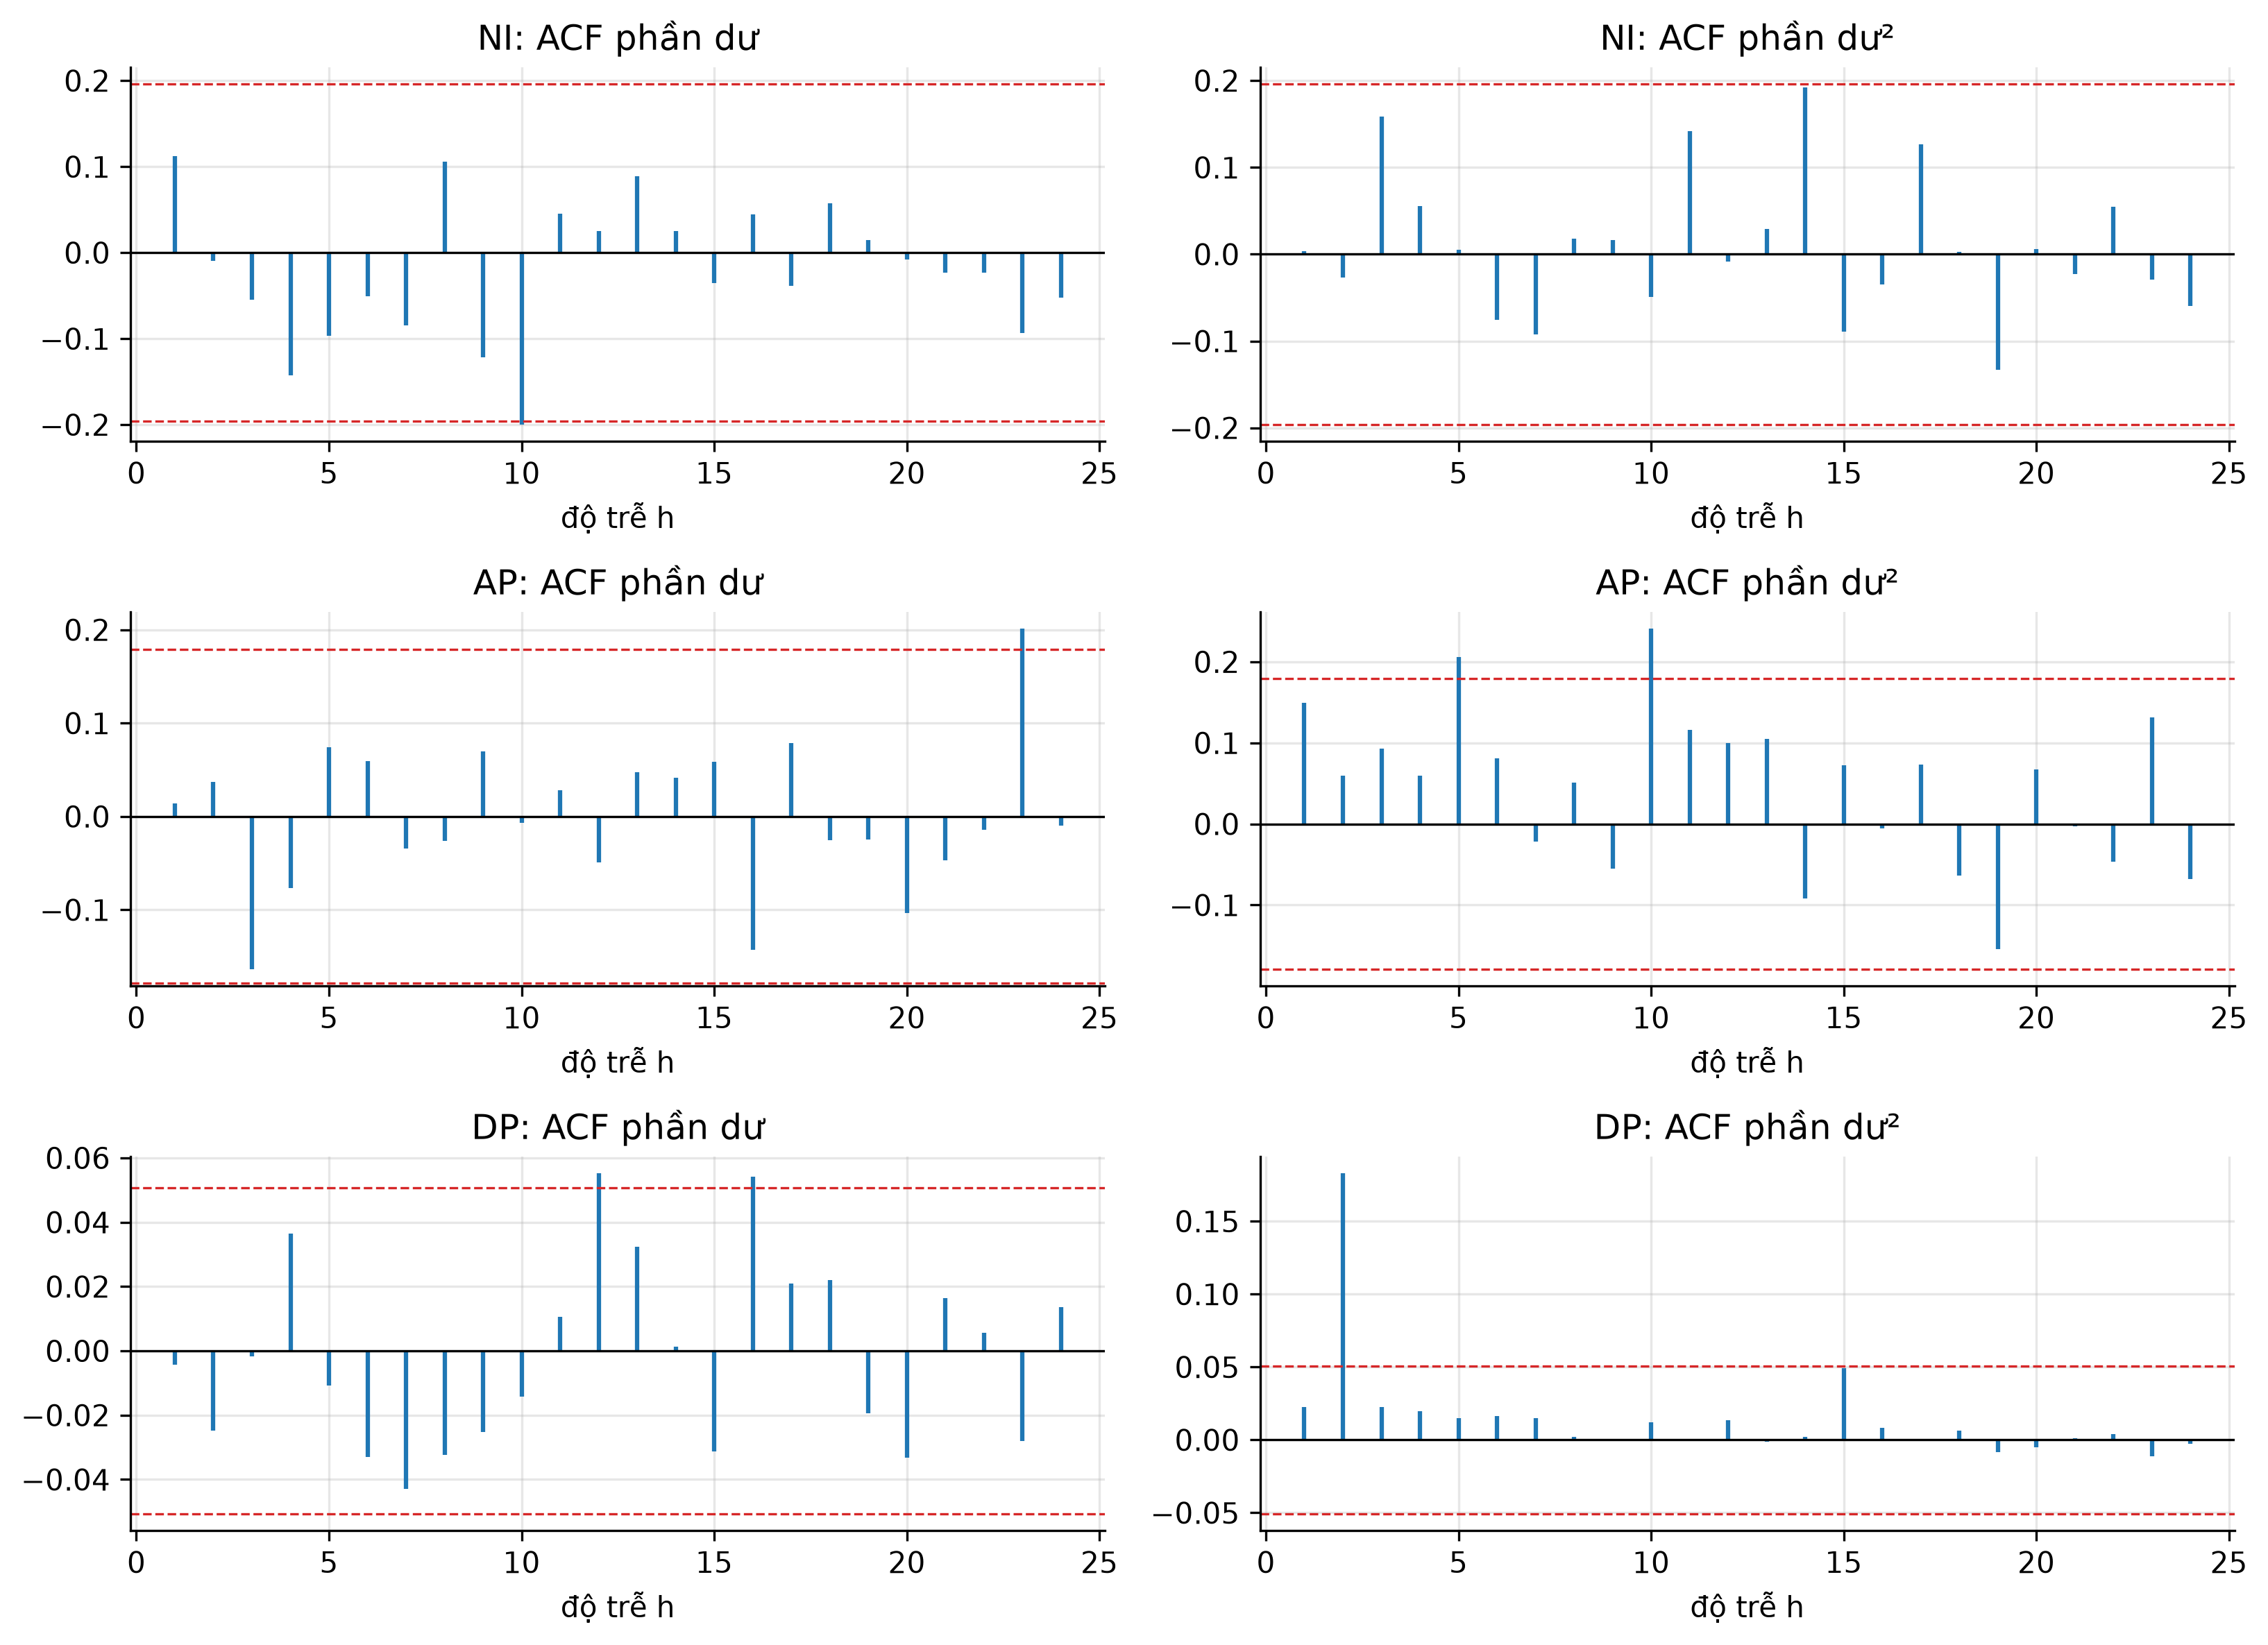 NI: ACF phần dư
0.2
0.1
0.0
−0.1
−0.2
0 5 10 15 20 25
độ trễ h
NI: ACF phần dư²
0.2
0.1
0.0
−0.1
−0.2
0 5 10 15 20 25
độ trễ h
AP: ACF phần dư
0.2
0.1
0.0
−0.1
0 5 10 15 20 25
độ trễ h
AP: ACF phần dư²
0.2
0.1
0.0
−0.1
0 5 10 15 20 25
độ trễ h
DP: ACF phần dư
0.06
0.04
0.02
0.00
−0.02
−0.04
0 5 10 15 20 25
độ trễ h
DP: ACF phần dư²
0.15
0.10
0.05
0.00
−0.05
0 5 10 15 20 25
độ trễ h